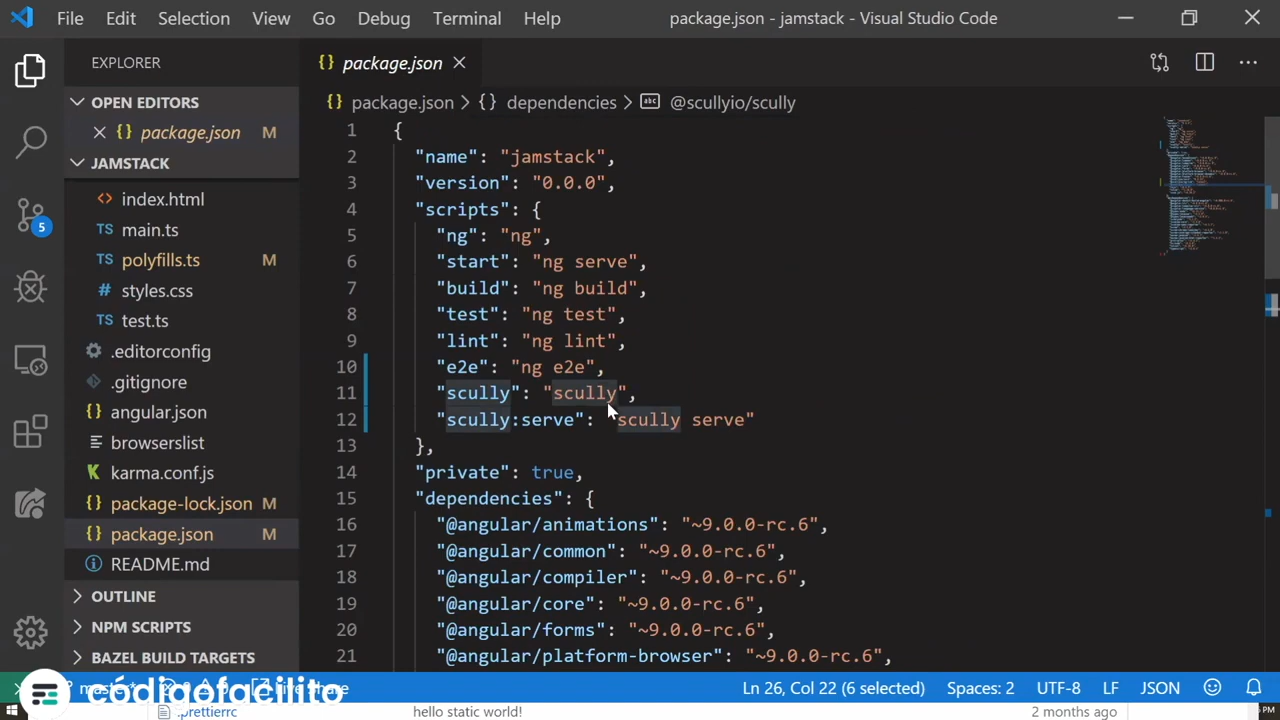 File Edit Selection View Go Debug Terminal Help package.json - jamstack - Visual Studio Code
EXPLORER
OPEN EDITORS
package.json M
JAMSTACK
index.html
TS main.ts
TS polyfills.ts M
# styles.css
TS test.ts
.editorconfig
.gitignore
angular.json
browserslist
karma.conf.js
{} package-lock.json M
{} package.json M
README.md
OUTLINE
NPM SCRIPTS
BAZEL BUILD TARGETS
5
{} package.json
{} package.json > {} dependencies > abc @scullyio/scully
1 {
2 "name": "jamstack",
3 "version": "0.0.0",
4 "scripts": {
5 "ng": "ng",
6 "start": "ng serve",
7 "build": "ng build",
8 "test": "ng test",
9 "lint": "ng lint",
10 "e2e": "ng e2e",
11 "scully": "scully",
12 "scully:serve": "scully serve"
13 },
14 "private": true,
15 "dependencies": {
16 "@angular/animations": "~9.0.0-rc.6",
17 "@angular/common": "~9.0.0-rc.6",
18 "@angular/compiler": "~9.0.0-rc.6",
19 "@angular/core": "~9.0.0-rc.6",
20 "@angular/forms": "~9.0.0-rc.6",
21 "@angular/platform-browser": "~9.0.0-rc.6",
códigofacilito
Ln 26, Col 22 (6 selected) Spaces: 2 UTF-8 LF JSON
.prettierrc hello static world! 2 months ago